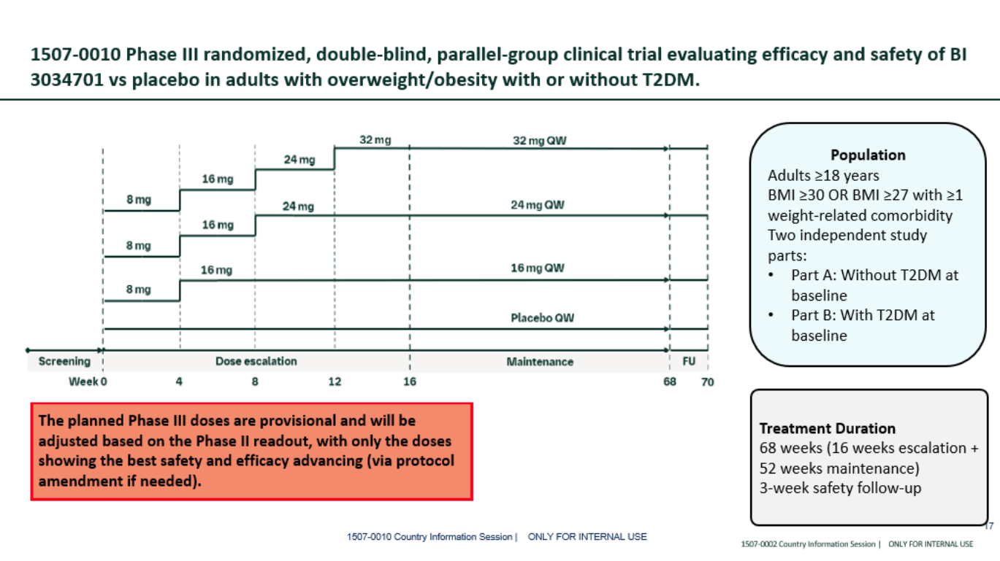 1507-0010 Phase III randomized, double-blind, parallel-group clinical trial evaluating efficacy and safety of BI
3034701 vs placebo in adults with overweight/obesity with or without T2DM.
32 mg
32 mg QW
24 mg
16 mg
8 mg
24 mg
24 mg QW
16 mg
8 mg
16 mg
16 mg QW
8 mg
Placebo QW
Screening
Dose escalation
Maintenance
FU
Week 0
4
8
12
16
68
70
Population
Adults ≥18 years
BMI ≥30 OR BMI ≥27 with ≥1
weight-related comorbidity
Two independent study
parts:
• Part A: Without T2DM at
baseline
• Part B: With T2DM at
baseline
The planned Phase III doses are provisional and will be
adjusted based on the Phase II readout, with only the doses
showing the best safety and efficacy advancing (via protocol
amendment if needed).
Treatment Duration
68 weeks (16 weeks escalation +
52 weeks maintenance)
3-week safety follow-up
17
1507-0010 Country Information Session | ONLY FOR INTERNAL USE
1507-0002 Country Information Session | ONLY FOR INTERNAL USE